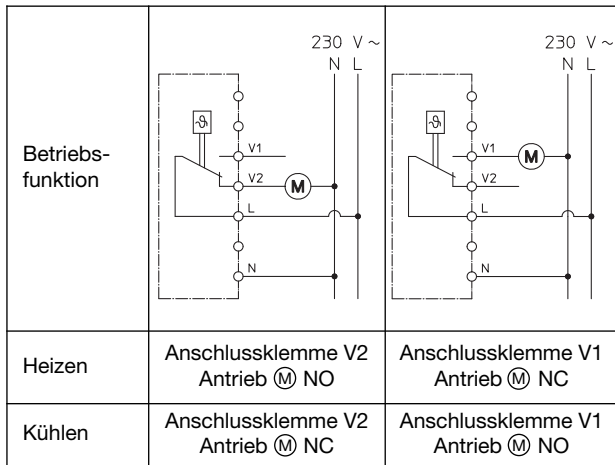 Betriebs-
funktion
230 V ~
N L
ϑ
V1
V2
M
L
N
230 V ~
N L
ϑ
V1
M
V2
L
N
Heizen
Anschlussklemme V2
Antrieb Ⓜ NO
Anschlussklemme V1
Antrieb Ⓜ NC
Kühlen
Anschlussklemme V2
Antrieb Ⓜ NC
Anschlussklemme V1
Antrieb Ⓜ NO